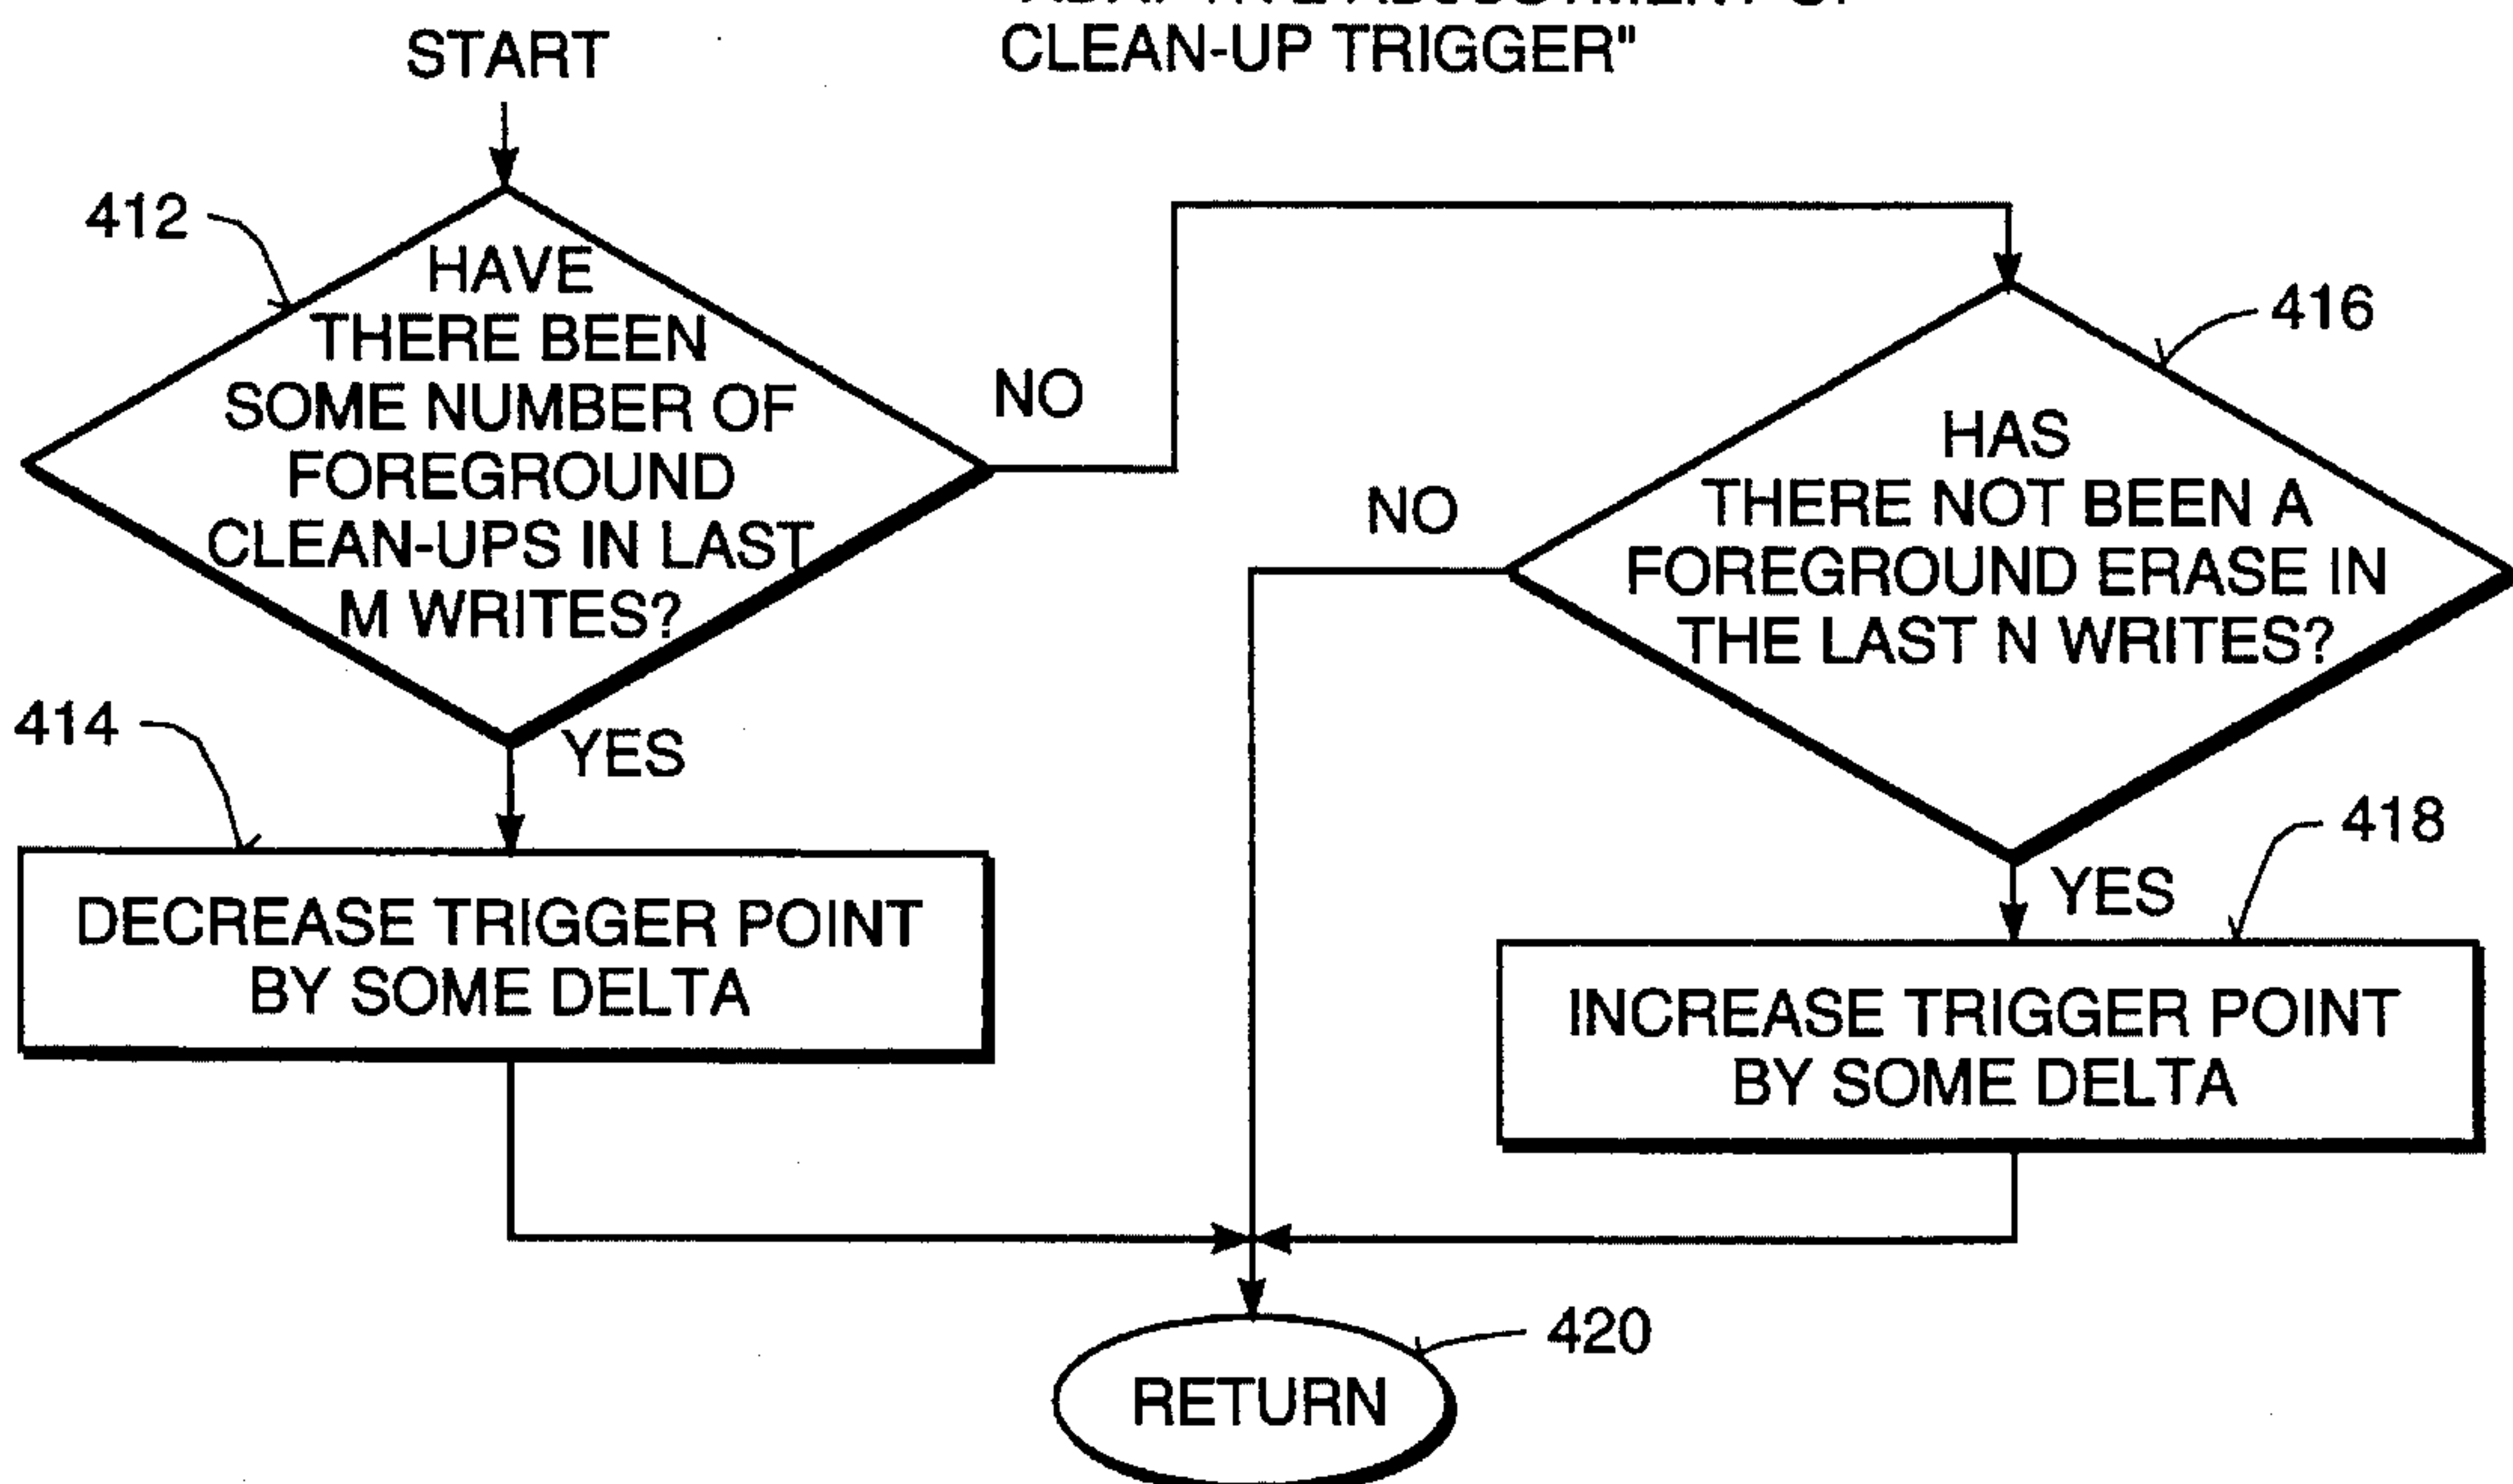 CLEAN-UP TRIGGER"
START
412
HAVE
THERE BEEN
SOME NUMBER OF
FOREGROUND
CLEAN-UPS IN LAST
M WRITES?
NO
416
HAS
THERE NOT BEEN A
FOREGROUND ERASE IN
THE LAST N WRITES?
NO
414
YES
DECREASE TRIGGER POINT
BY SOME DELTA
418
YES
INCREASE TRIGGER POINT
BY SOME DELTA
420
RETURN